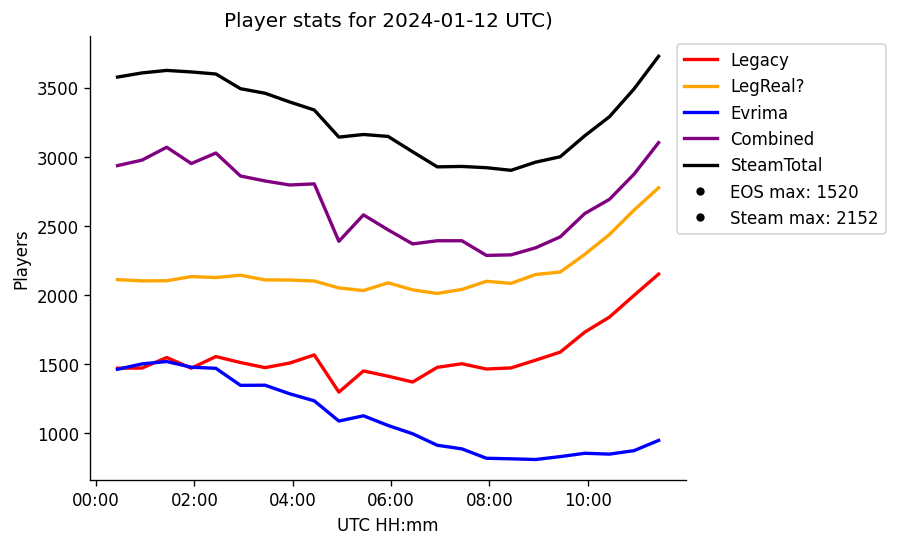 Player stats for 2024-01-12 UTC)
Legacy
LegReal?
Evrima
Combined
SteamTotal
EOS max: 1520
Steam max: 2152
Players
3500
3000
2500
2000
1500
1000
00:00 02:00 04:00 06:00 08:00 10:00
UTC HH:mm